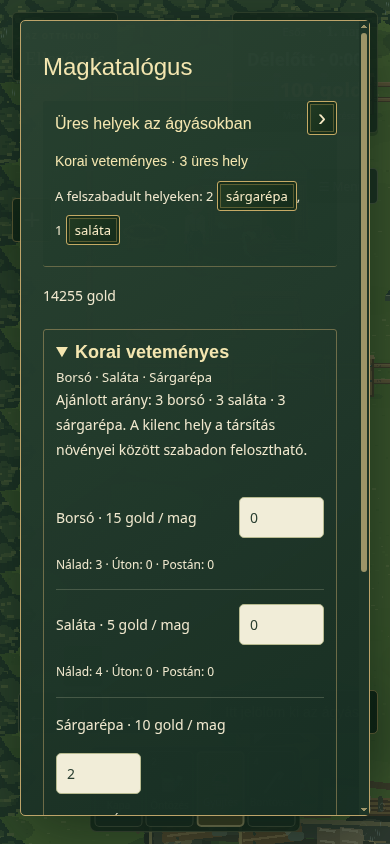 Magkatalógus
Üres helyek az ágyásokban
›
Korai veteményes · 3 üres hely
A felszabadult helyeken: 2 sárgarépa,
1 saláta
14255 gold
▼ Korai veteményes
Borsó · Saláta · Sárgarépa
Ajánlott arány: 3 borsó · 3 saláta · 3
sárgarépa. A kilenc hely a társítás
növényei között szabadon felosztható.
Borsó · 15 gold / mag 0
Nálad: 3 · Úton: 0 · Postán: 0
Saláta · 5 gold / mag 0
Nálad: 4 · Úton: 0 · Postán: 0
Sárgarépa · 10 gold / mag
2